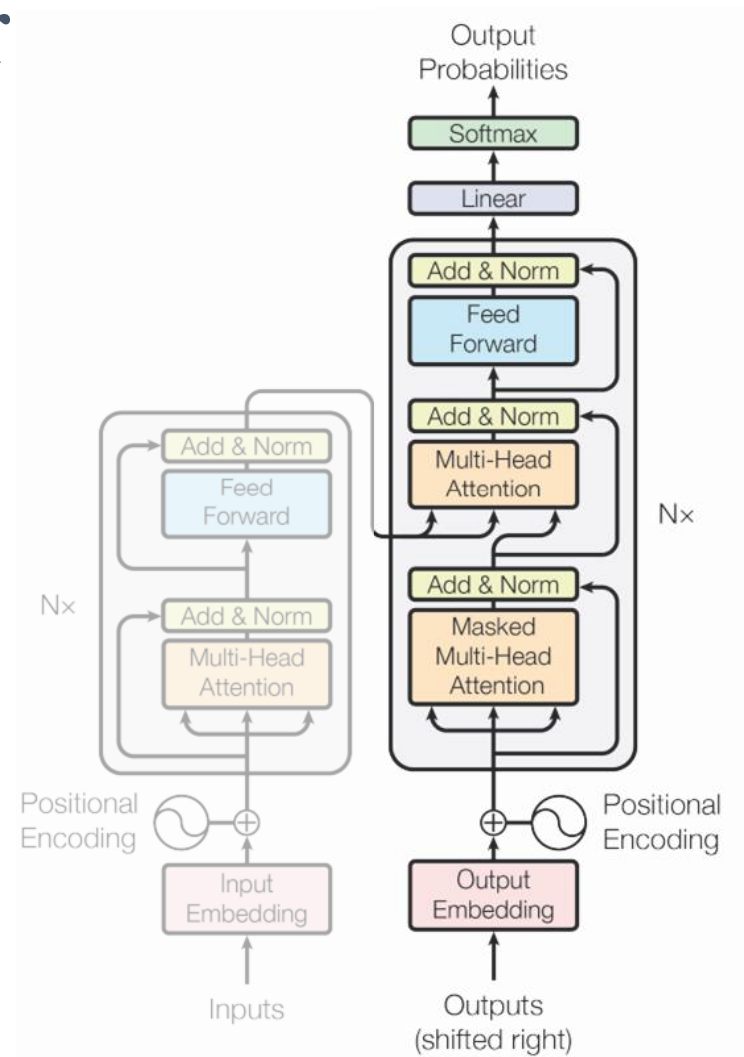 Output
Probabilities
Softmax
Linear
Add & Norm
Feed
Forward
Add & Norm
Multi-Head
Attention
Nx
Add & Norm
Masked
Multi-Head
Attention
Positional
Encoding
Output
Embedding
Outputs
(shifted right)
Add & Norm
Feed
Forward
Nx
Add & Norm
Multi-Head
Attention
Positional
Encoding
Input
Embedding
Inputs